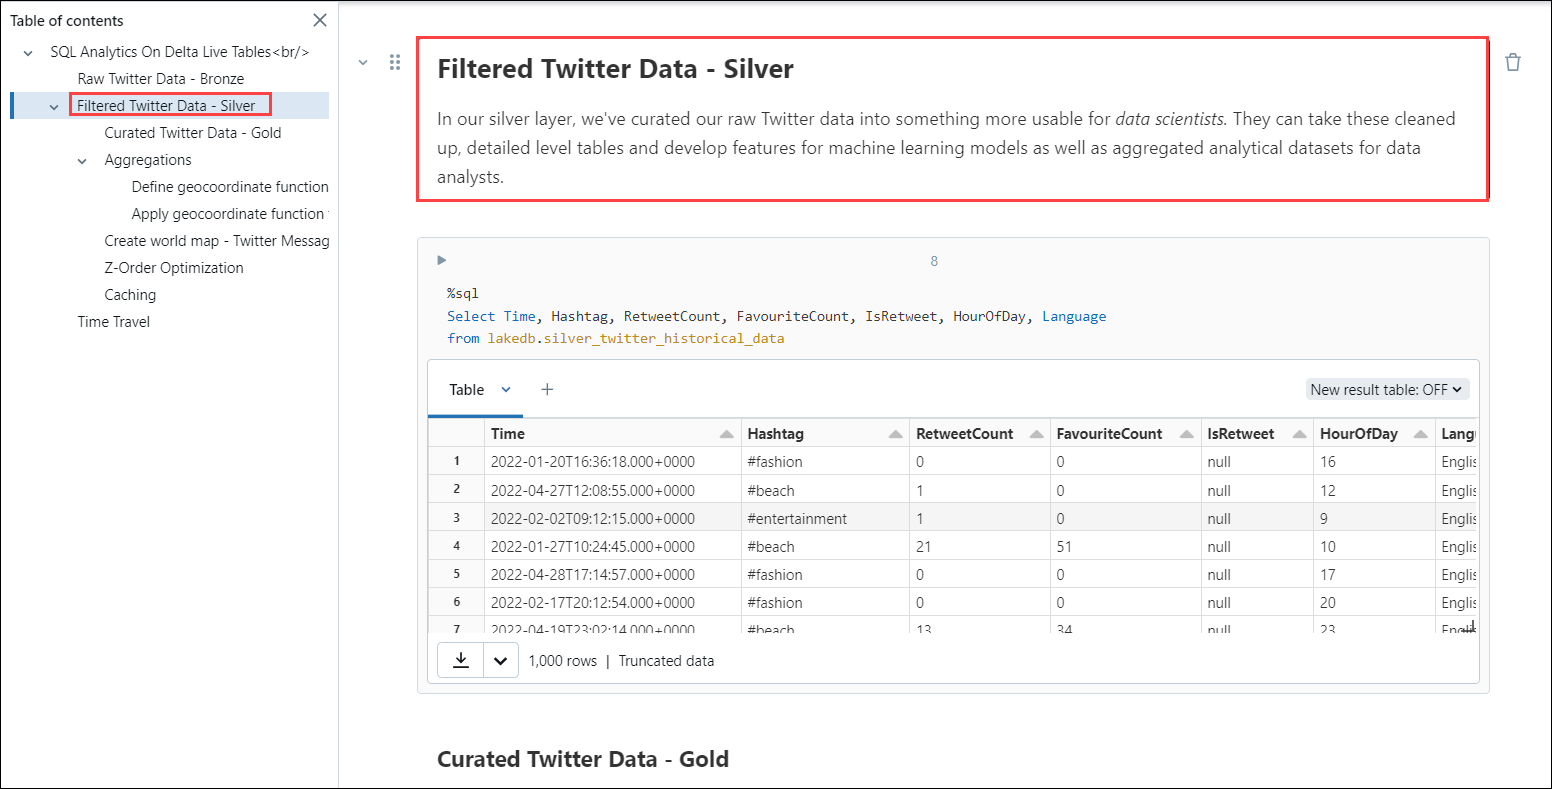 Table of contents
SQL Analytics On Delta Live Tables<br/>
Raw Twitter Data - Bronze
Filtered Twitter Data - Silver
Curated Twitter Data - Gold
Aggregations
Define geocoordinate function
Apply geocoordinate function
Create world map - Twitter Messag
Z-Order Optimization
Caching
Time Travel
Filtered Twitter Data - Silver
In our silver layer, we've curated our raw Twitter data into something more usable for data scientists. They can take these cleaned
up, detailed level tables and develop features for machine learning models as well as aggregated analytical datasets for data
analysts.
8
%sql
Select Time, Hashtag, RetweetCount, FavouriteCount, IsRetweet, HourOfDay, Language
from lakedb.silver_twitter_historical_data
Table
New result table: OFF
Time Hashtag RetweetCount FavouriteCount IsRetweet HourOfDay Lang
1 2022-01-20T16:36:18.000+0000 #fashion 0 0 null 16 Englis
2 2022-04-27T12:08:55.000+0000 #beach 1 0 null 12 Englis
3 2022-02-02T09:12:15.000+0000 #entertainment 1 0 null 9 Englis
4 2022-01-27T10:24:45.000+0000 #beach 21 51 null 10 Englis
5 2022-04-28T17:14:57.000+0000 #fashion 0 0 null 17 Englis
6 2022-02-17T20:12:54.000+0000 #fashion 0 0 null 20 Englis
7 2022-04-19T23:02:14.000+0000 #beach 13 34 null 23 Englis
1,000 rows | Truncated data
Curated Twitter Data - Gold